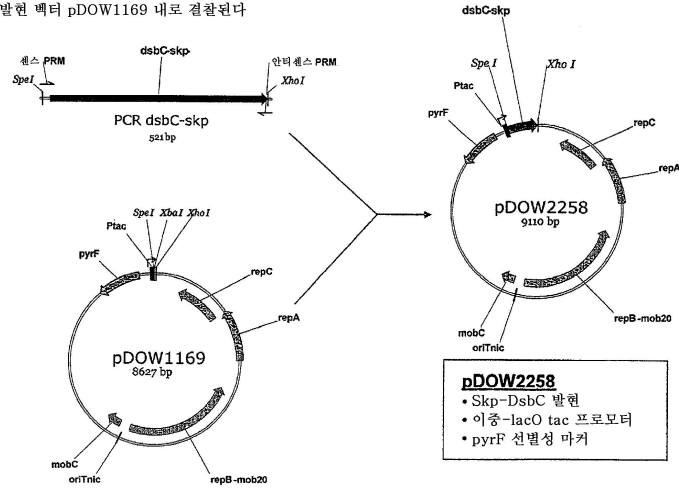 발현 벡터 pDOW1169 내로 결찰된다
센스 PRM
dsbC-skp
안티센스 PRM
SpeI
XhoI
PCR dsbC-skp
521bp
dsbC-skp
Spe I
Xho I
Ptac
pyrF
repC
repA
pDOW2258
9110 bp
mobC
oriTnic
repB-mob20
SpeI XbaI XhoI
Ptac
pyrF
repC
repA
pDOW1169
8627 bp
mobC
oriTnic
repB-mob20
pDOW2258
• Skp-DsbC 발현
• 이중-lacO tac 프로모터
• pyrF 선별성 마커